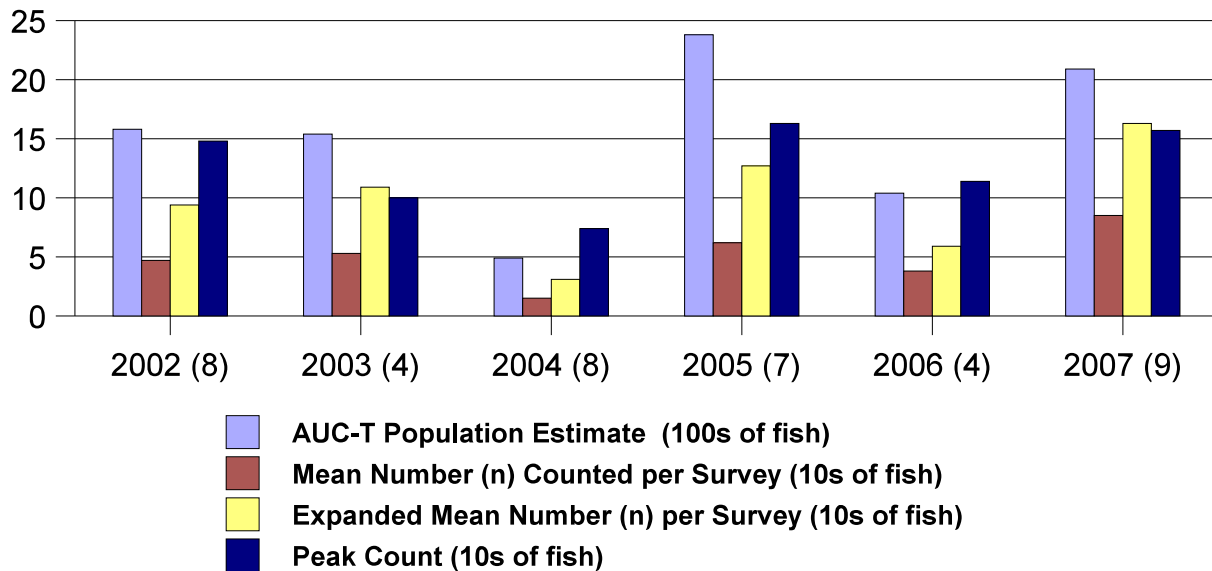 25
20
15
10
5
0
2002 (8) 2003 (4) 2004 (8) 2005 (7) 2006 (4) 2007 (9)
AUC-T Population Estimate (100s of fish)
Mean Number (n) Counted per Survey (10s of fish)
Expanded Mean Number (n) per Survey (10s of fish)
Peak Count (10s of fish)